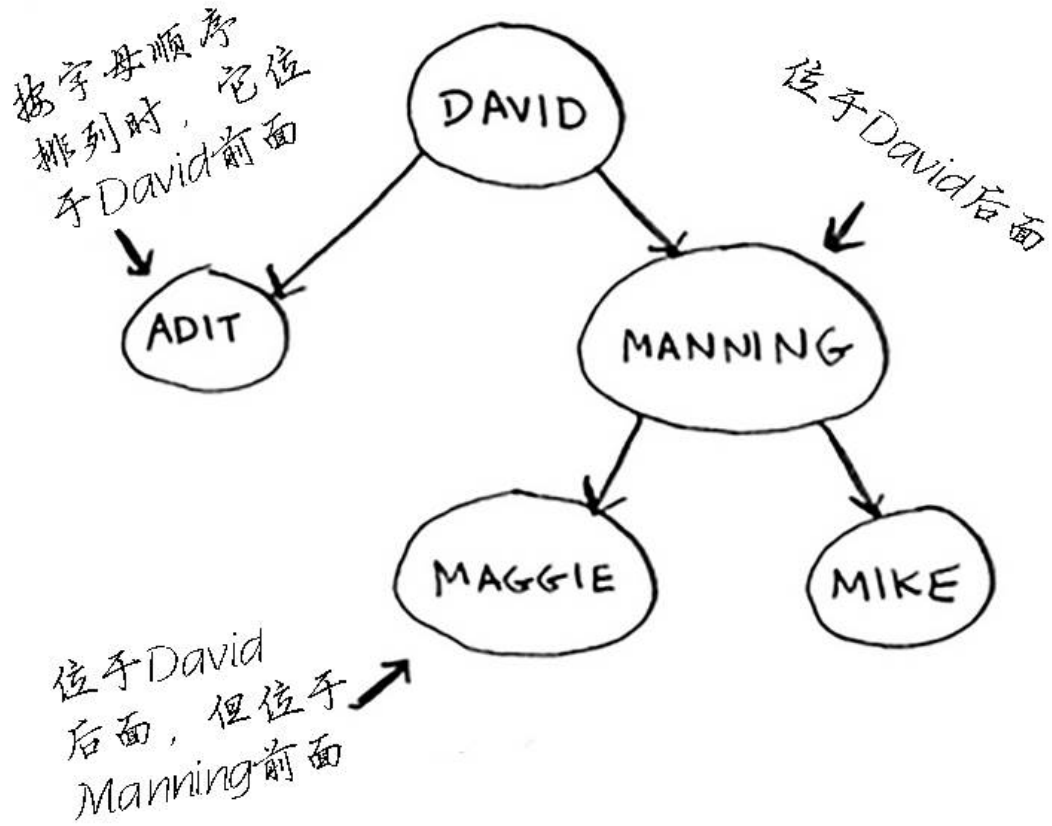 按字母顺序
排列时，它位
于David前面
DAVID
位于David后面
ADIT
MANNING
MAGGIE
MIKE
位于David
后面，但位于
Manning前面